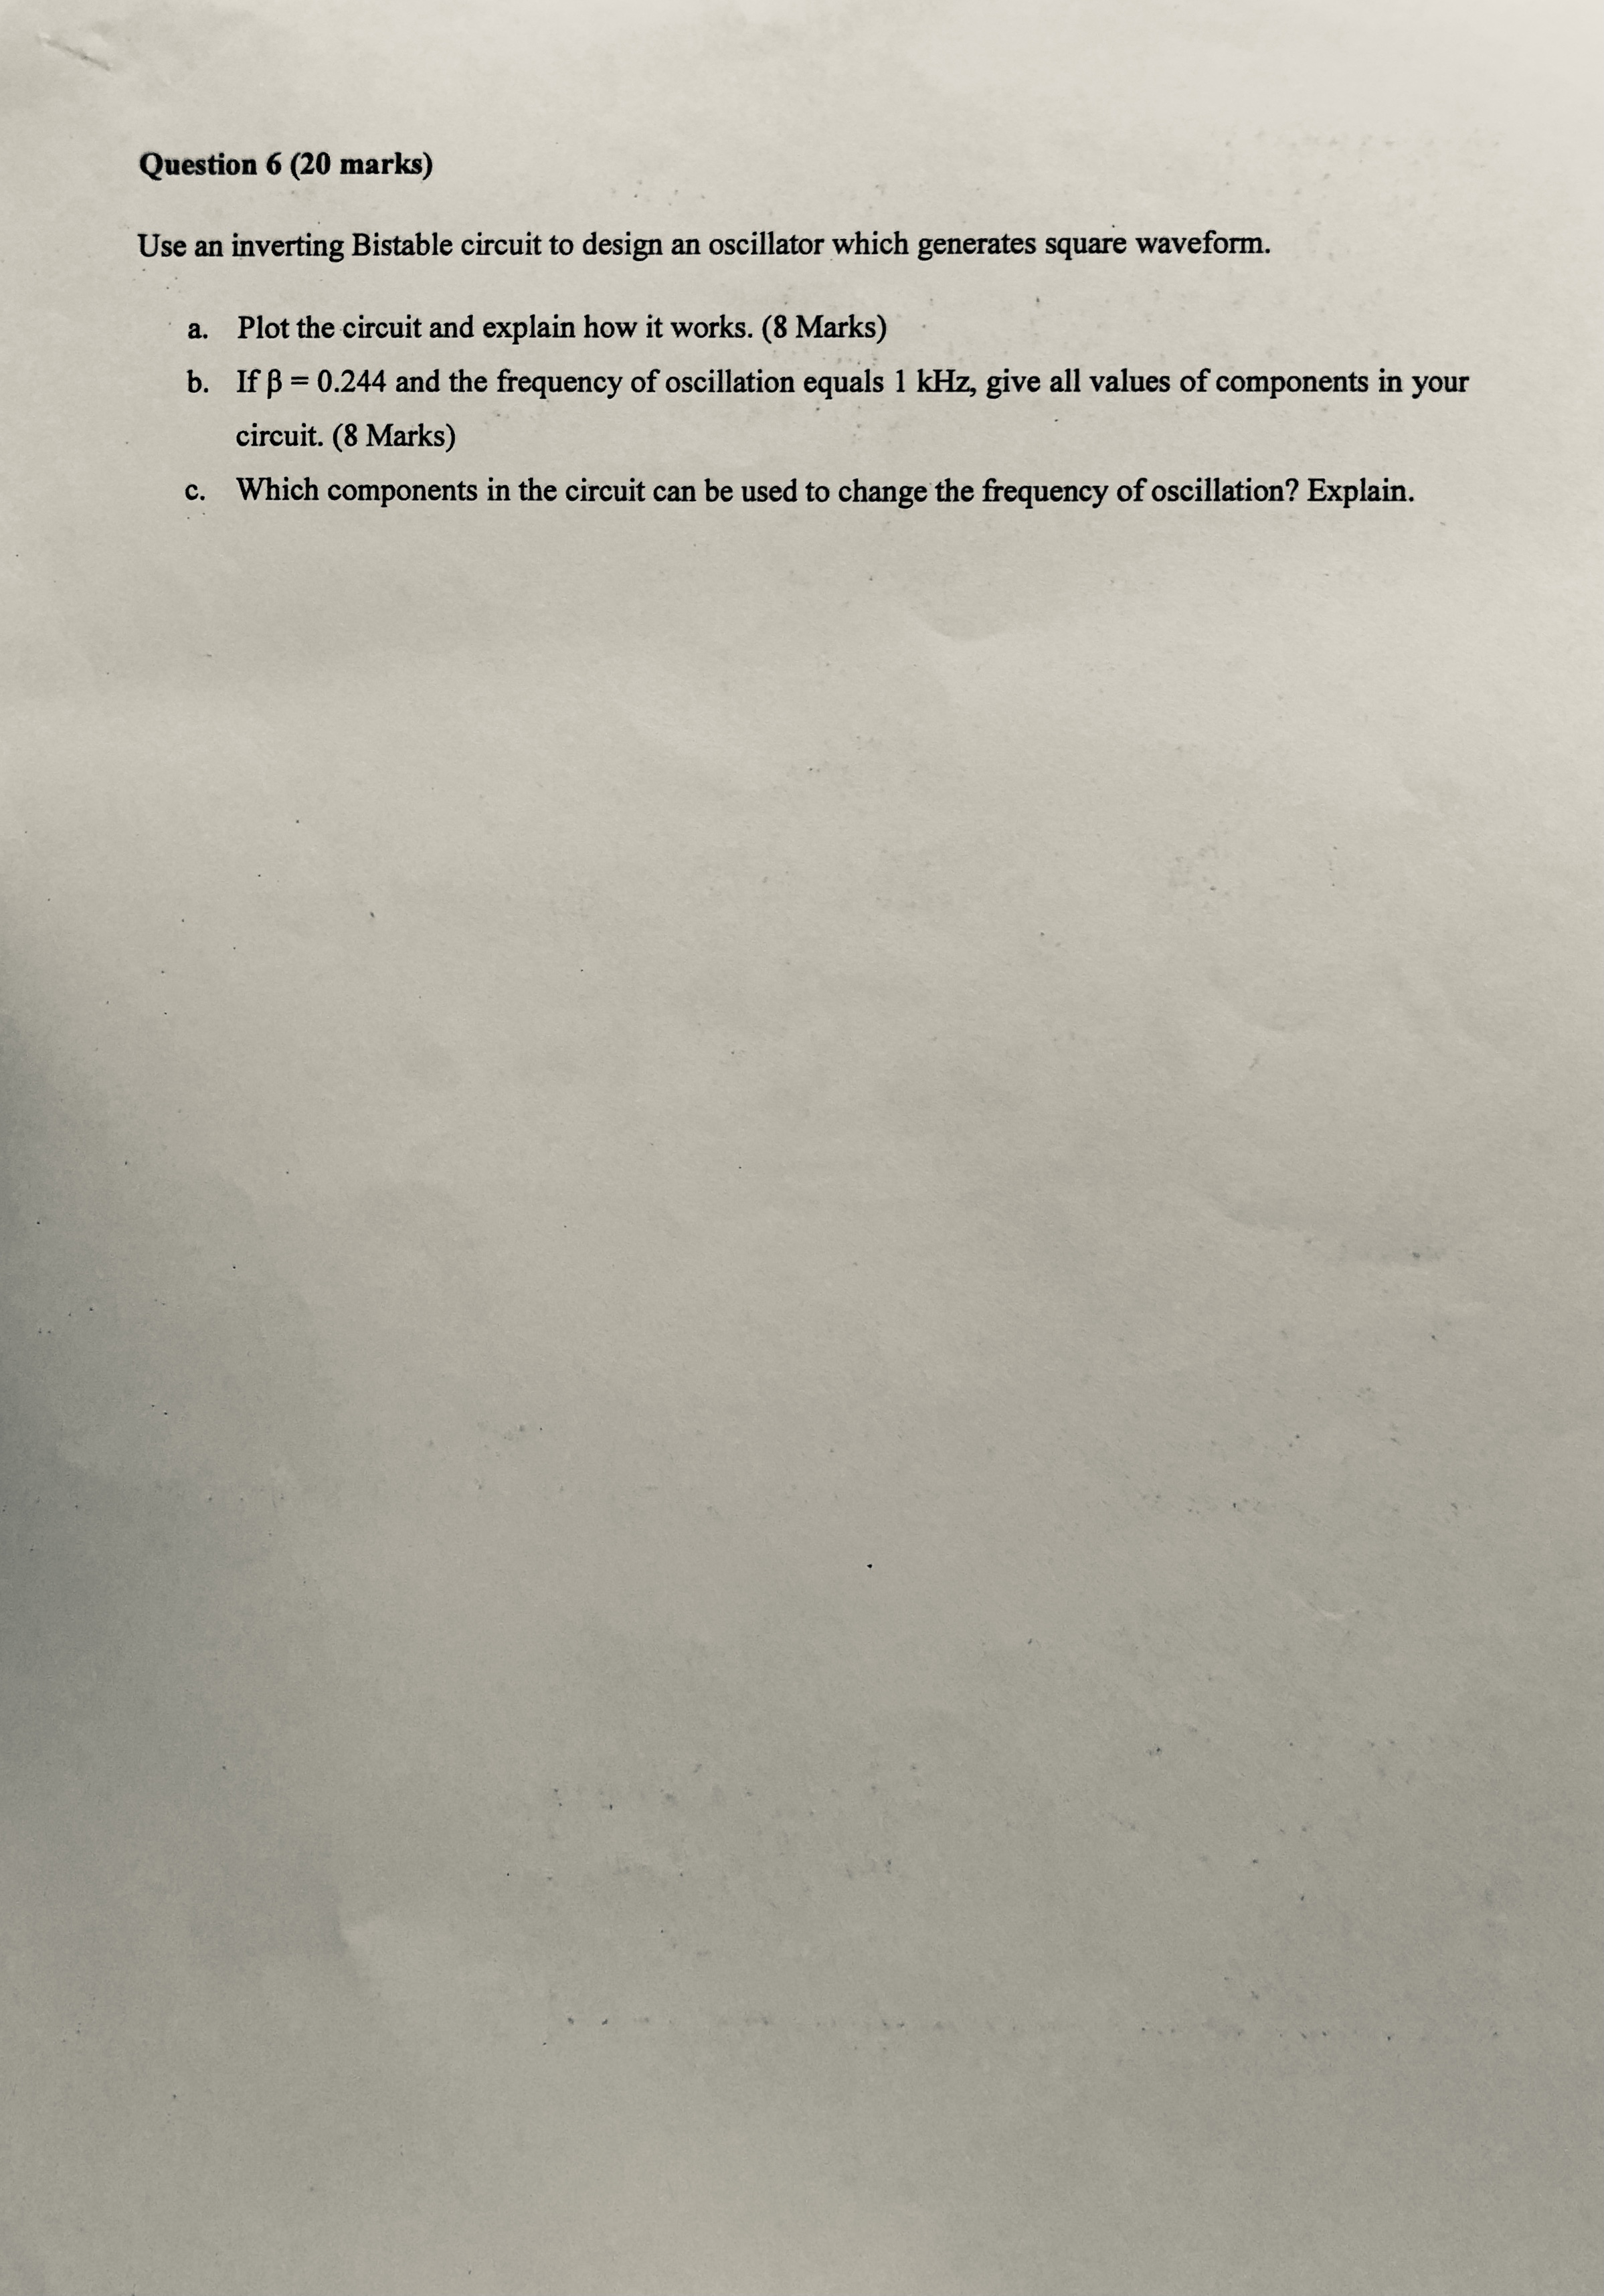 Question 6 (20 marks)
Use an inverting Bistable circuit to design an oscillator which generates square waveform.
a. Plot the circuit and explain how it works. (8 Marks)
b. If β = 0.244 and the frequency of oscillation equals 1 kHz, give all values of components in your
circuit. (8 Marks)
c. Which components in the circuit can be used to change the frequency of oscillation? Explain.